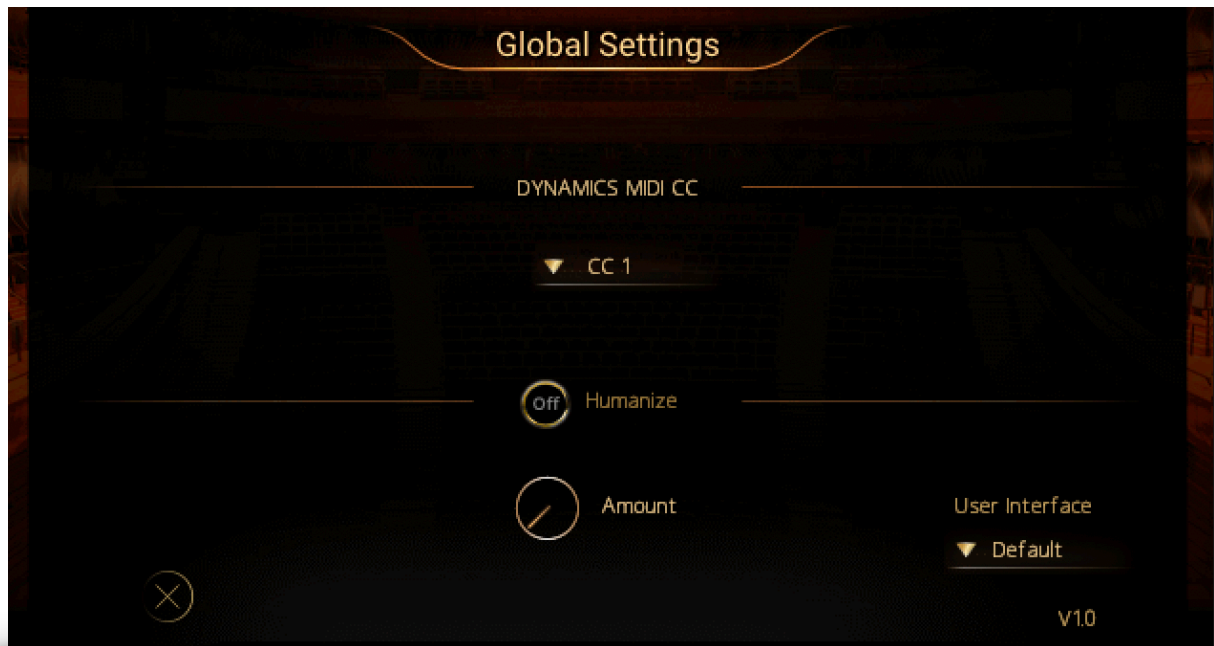 Global Settings
DYNAMICS MIDI CC
CC 1
Off Humanize
Amount
User Interface
Default
V1.0